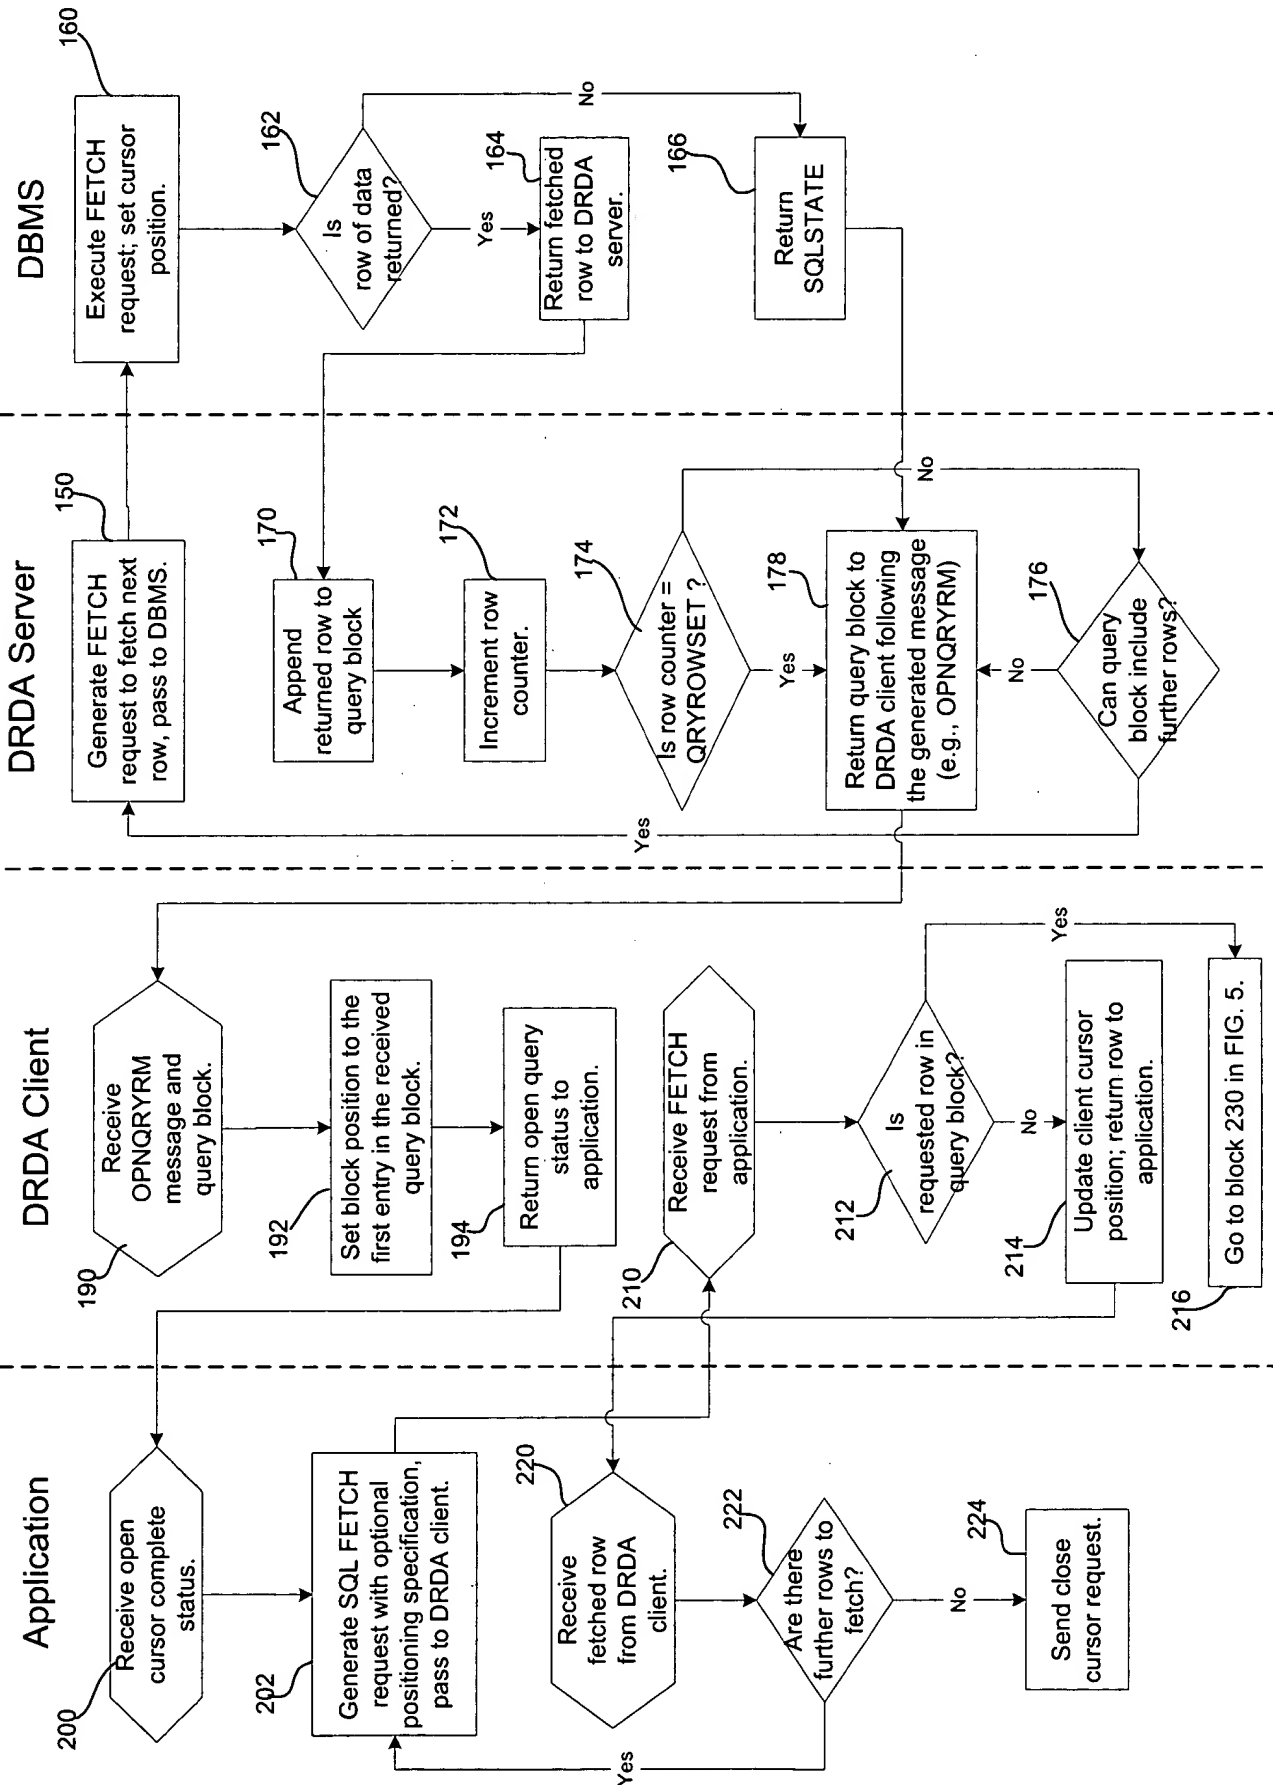 Application
DRDA Client
DRDA Server
DBMS
200
Receive open
cursor complete
status.
202
Generate SQL FETCH
request with optional
positioning specification,
pass to DRDA client.
220
Receive
fetched row
from DRDA
client.
222
Are there
further rows to
fetch?
Yes
No
224
Send close
cursor request.
190
Receive
OPNQRYRM
message and
query block.
192
Set block position to the
first entry in the received
query block.
194
Return open query
status to
application.
210
Receive FETCH
request from
application.
212
Is
requested row in
query block?
Yes
No
214
Update client cursor
position; return row to
application.
216
Go to block 230 in FIG. 5.
150
Generate FETCH
request to fetch next
row, pass to DBMS.
170
Append
returned row to
query block
172
Increment row
counter.
174
Is row counter =
QRYROWSET ?
No
Yes
178
Return query block to
DRDA client following
the generated message
(e.g., OPNQRYRM)
No
176
Can query
block include
further rows?
Yes
160
Execute FETCH
request; set cursor
position.
162
Is
row of data
returned?
No
Yes
164
Return fetched
row to DRDA
server.
166
Return
SQLSTATE